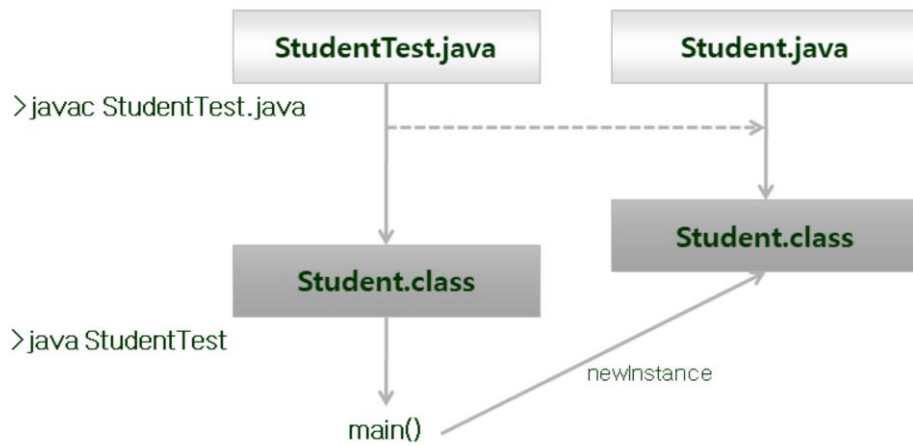 StudentTest.java
Student.java
>javac StudentTest.java
Student.class
Student.class
>java StudentTest
newInstance
main()